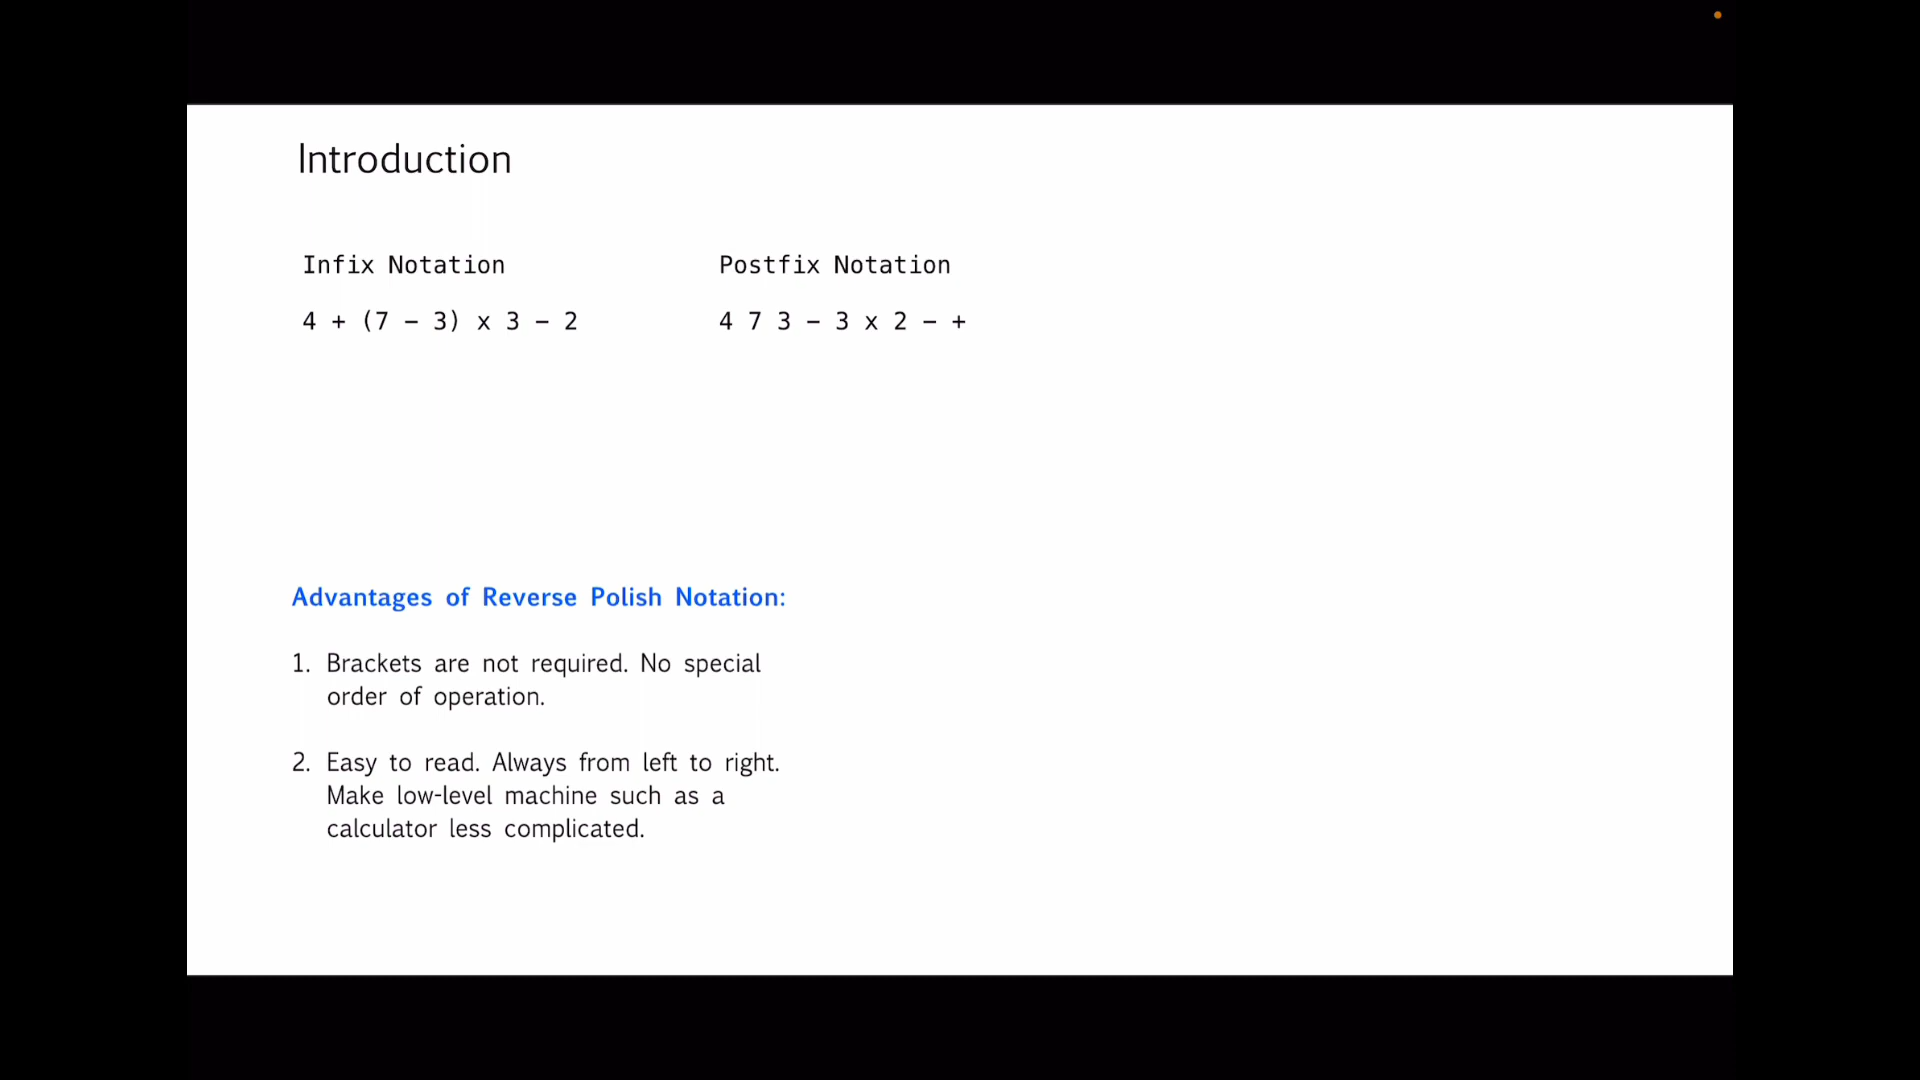 Introduction
Infix Notation
Postfix Notation
4 + (7 − 3) x 3 − 2
4 7 3 − 3 x 2 − +
Advantages of Reverse Polish Notation:
1. Brackets are not required. No special
order of operation.
2. Easy to read. Always from left to right.
Make low-level machine such as a
calculator less complicated.